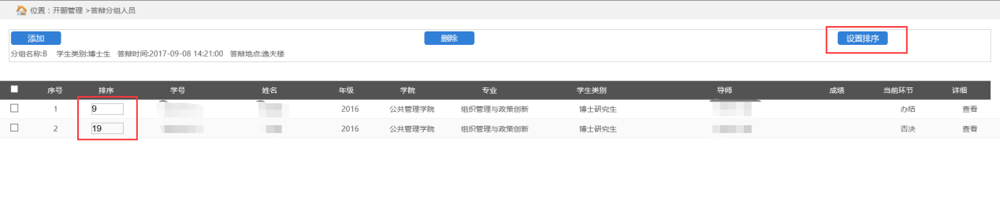 位置：开题管理 >答辩分组人员
添加 删除 设置排序
分组名称:B 学生类别:博士生 答辩时间:2017-09-08 14:21:00 答辩地点:逸夫楼
序号 排序 学号 姓名 年级 学院 专业 学生类别 导师 成绩 当前环节 详细
1 9 2016 公共管理学院 组织管理与政策创新 博士研究生 办结 查看
2 19 2016 公共管理学院 组织管理与政策创新 博士研究生 否决 查看